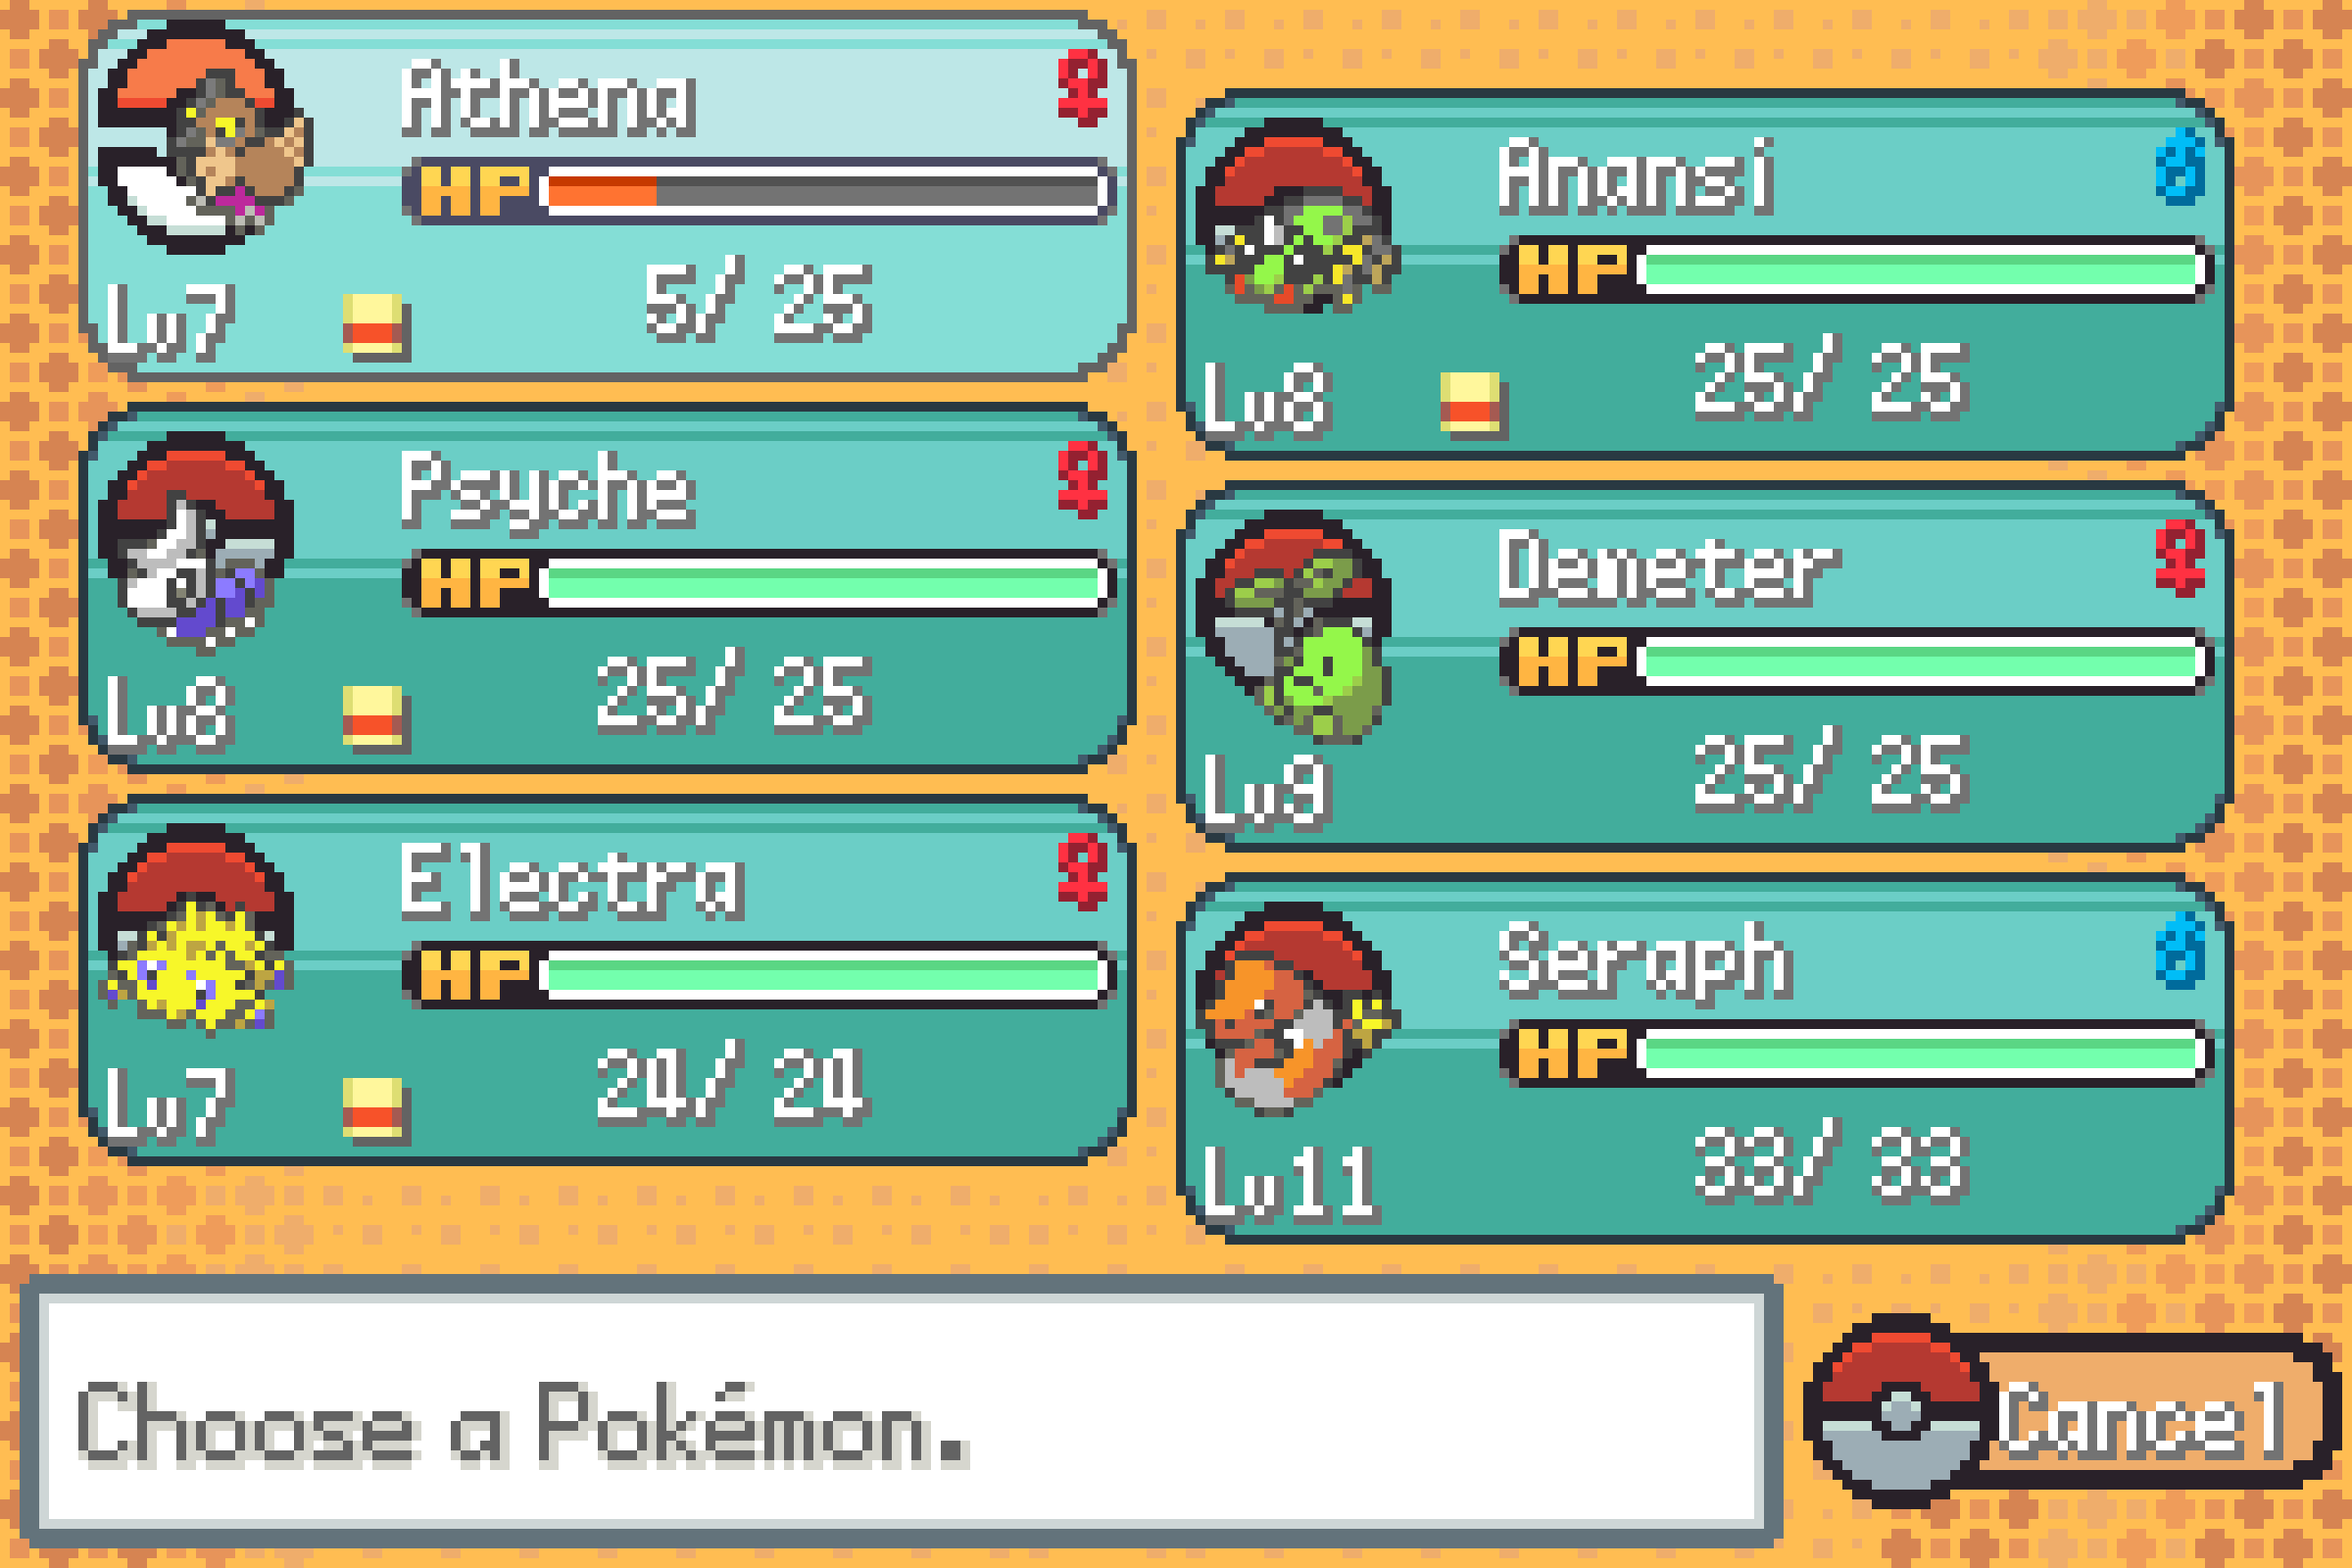 Athena ♀
HP
Lv7 5/ 25
Anansi ♂
HP
Lv8 25/ 25
Psyche ♀
HP
Lv8 25/ 25
Demeter ♀
HP
Lv9 25/ 25
Electra ♀
HP
Lv7 24/ 24
Seraph ♂
HP
Lv11 33/ 33
Choose a Pokémon.
Cancel